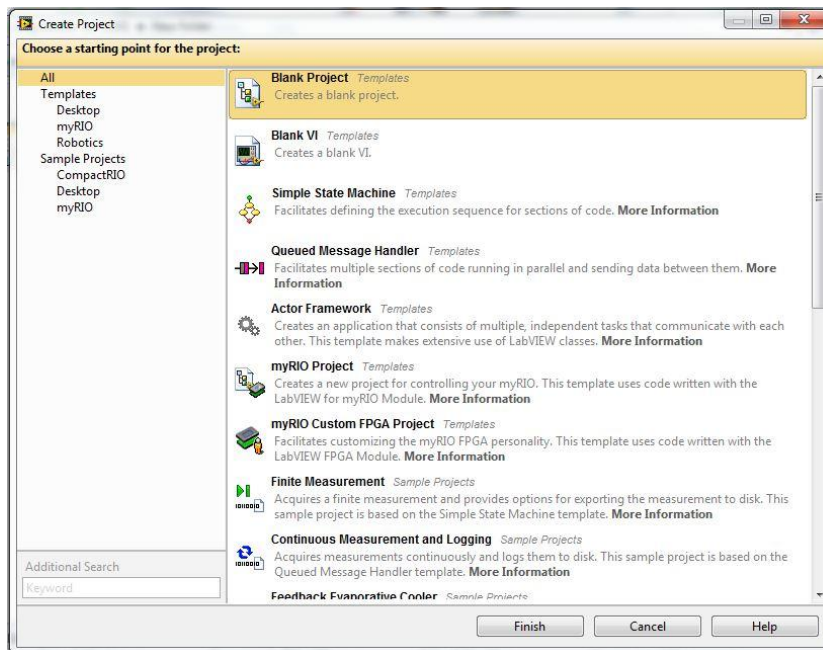 Create Project
Choose a starting point for the project:
All
Templates
Desktop
myRIO
Robotics
Sample Projects
CompactRIO
Desktop
myRIO
Additional Search
Keyword
Blank Project Templates
Creates a blank project.
Blank VI Templates
Creates a blank VI.
Simple State Machine Templates
Facilitates defining the execution sequence for sections of code. More Information
Queued Message Handler Templates
Facilitates multiple sections of code running in parallel and sending data between them. More
Information
Actor Framework Templates
Creates an application that consists of multiple, independent tasks that communicate with each
other. This template makes extensive use of LabVIEW classes. More Information
myRIO Project Templates
Creates a new project for controlling your myRIO. This template uses code written with the
LabVIEW for myRIO Module. More Information
myRIO Custom FPGA Project Templates
Facilitates customizing the myRIO FPGA personality. This template uses code written with the
LabVIEW FPGA Module. More Information
Finite Measurement Sample Projects
Acquires a finite measurement and provides options for exporting the measurement to disk. This
sample project is based on the Simple State Machine template. More Information
Continuous Measurement and Logging Sample Projects
Acquires measurements continuously and logs them to disk. This sample project is based on the
Queued Message Handler template. More Information
Feedback Evaporative Cooler Sample Projects
Finish
Cancel
Help